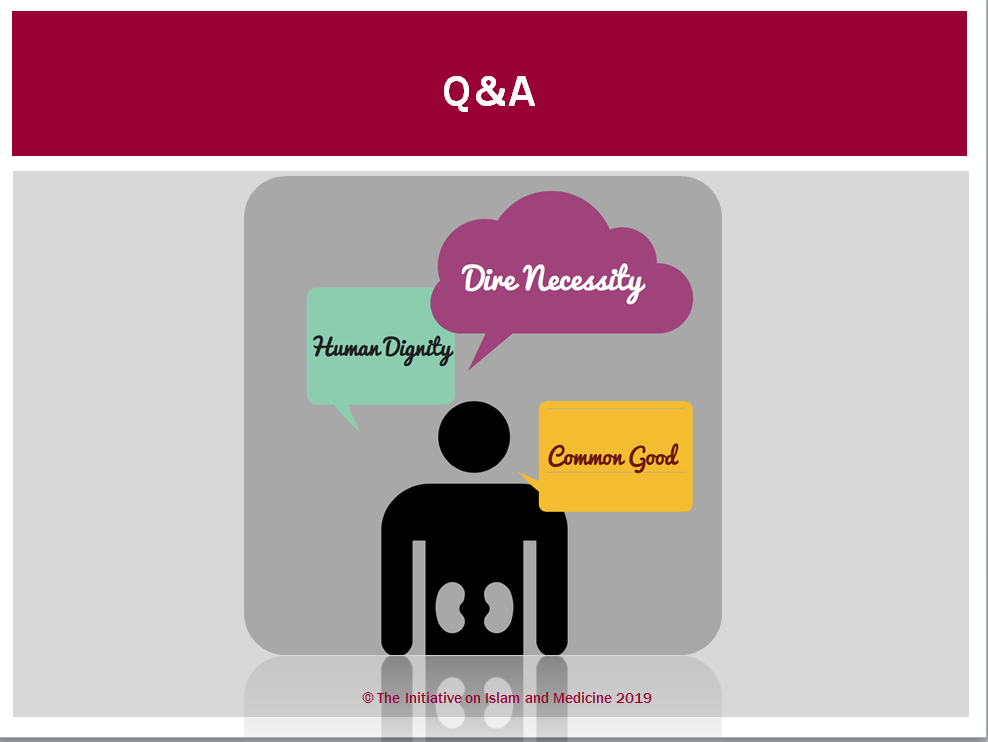 Q&A
Dire Necessity
Human Dignity
Common Good
© The Initiative on Islam and Medicine 2019